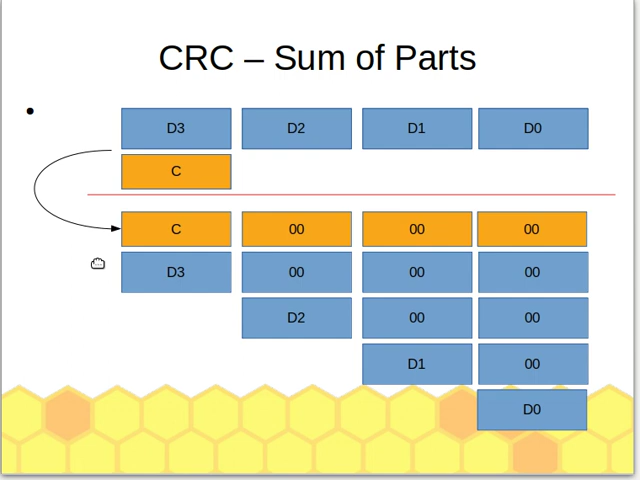 CRC – Sum of Parts
•
D3 D2 D1 D0
C
C 00 00 00
D3 00 00 00
D2 00 00
D1 00
D0